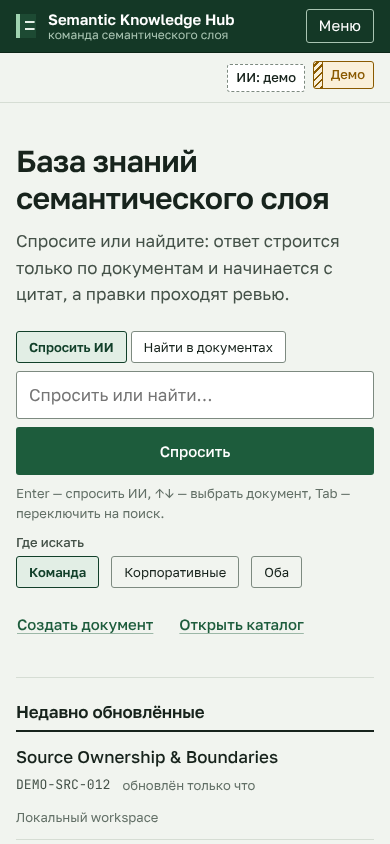 Semantic Knowledge Hub
команда семантического слоя
Меню
ИИ: демо
Демо
База знаний
семантического слоя
Спросите или найдите: ответ строится
только по документам и начинается с
цитат, а правки проходят ревью.
Спросить ИИ
Найти в документах
Спросить или найти...
Спросить
Enter — спросить ИИ, ↑↓ — выбрать документ, Tab —
переключить на поиск.
Где искать
Команда
Корпоративные
Оба
Создать документ
Открыть каталог
Недавно обновлённые
Source Ownership & Boundaries
DEMO-SRC-012 обновлён только что
Локальный workspace